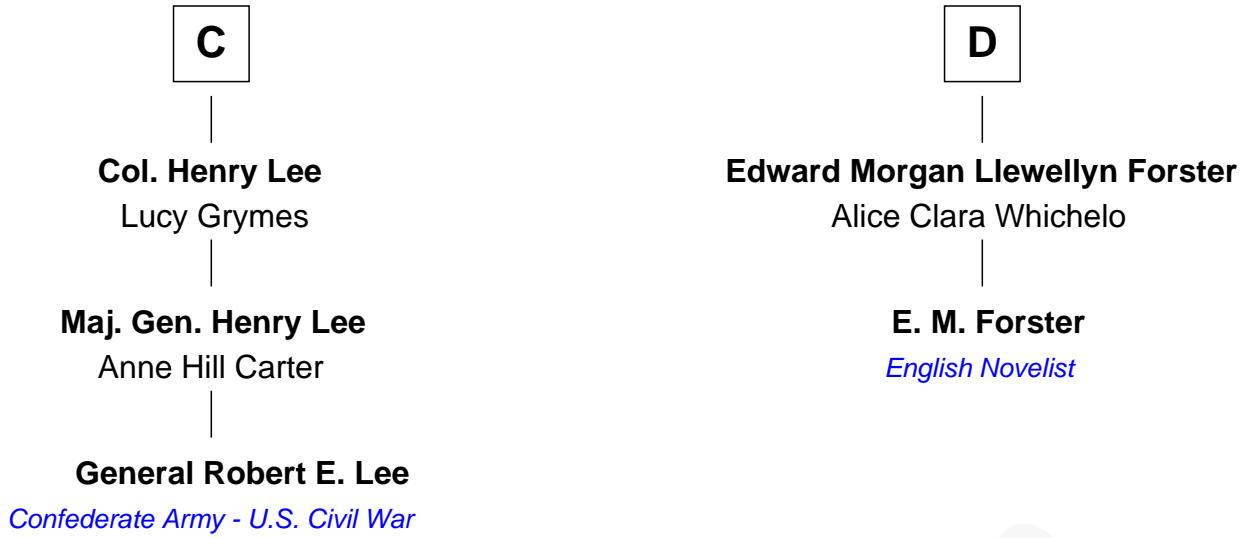 C
Col. Henry Lee
Lucy Grymes
Maj. Gen. Henry Lee
Anne Hill Carter
General Robert E. Lee
Confederate Army - U.S. Civil War
D
Edward Morgan Llewellyn Forster
Alice Clara Whichelo
E. M. Forster
English Novelist